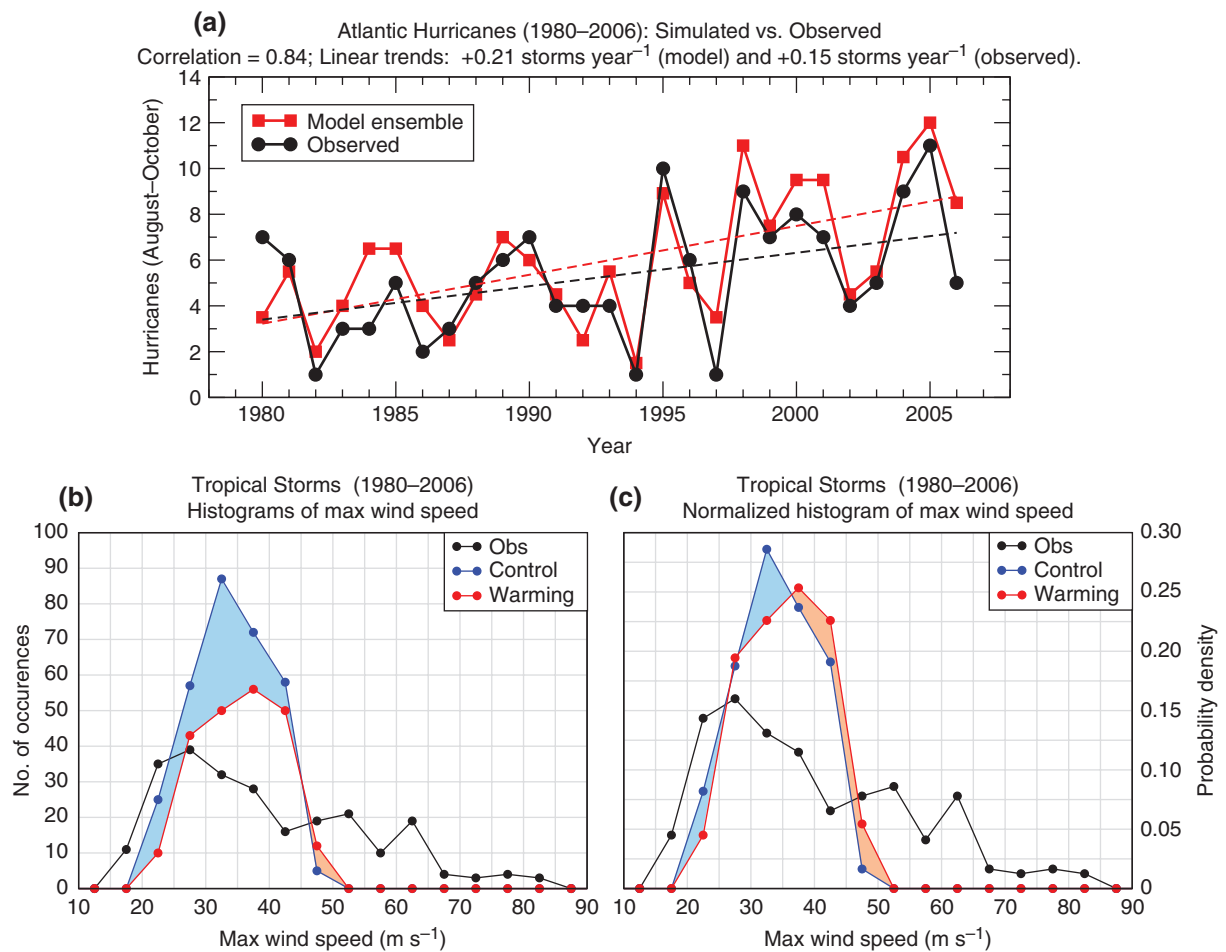 (a)
Atlantic Hurricanes (1980–2006): Simulated vs. Observed
Correlation = 0.84; Linear trends: +0.21 storms year⁻¹ (model) and +0.15 storms year⁻¹ (observed).
Hurricanes (August–October)
14
12
10
8
6
4
2
0
Model ensemble
Observed
1980 1985 1990 1995 2000 2005
Year
(b)
Tropical Storms (1980–2006)
Histograms of max wind speed
No. of occurences
100
90
80
70
60
50
40
30
20
10
0
Obs
Control
Warming
10 20 30 40 50 60 70 80 90
Max wind speed (m s⁻¹)
(c)
Tropical Storms (1980–2006)
Normalized histogram of max wind speed
Obs
Control
Warming
0.30
0.25
0.20
0.15
0.10
0.05
0
Probability density
10 20 30 40 50 60 70 80 90
Max wind speed (m s⁻¹)